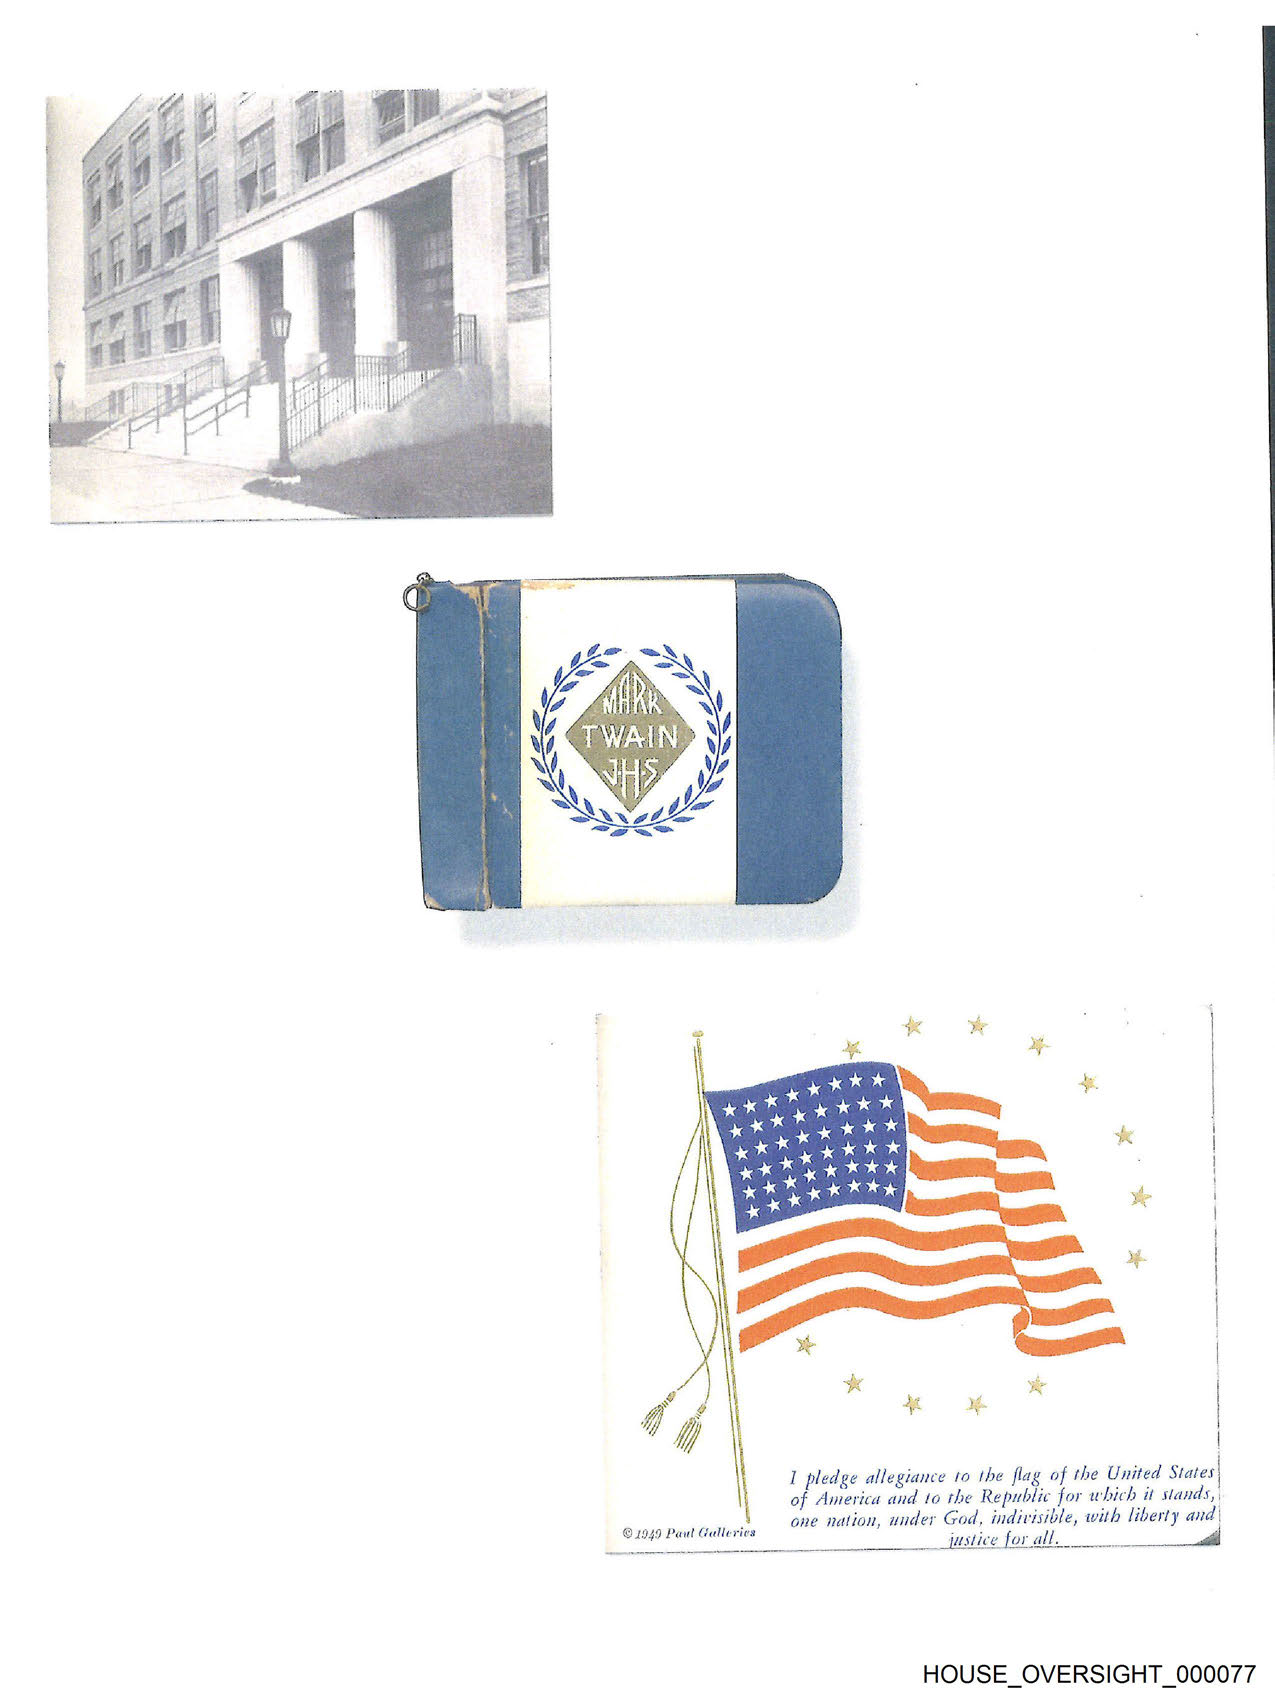 MARK
TWAIN
J.H.S
I pledge allegiance to the flag of the United States
of America and to the Republic for which it stands,
one nation, under God, indivisible, with liberty and
justice for all.
© 1949 Paul Galleries
HOUSE_OVERSIGHT_000077